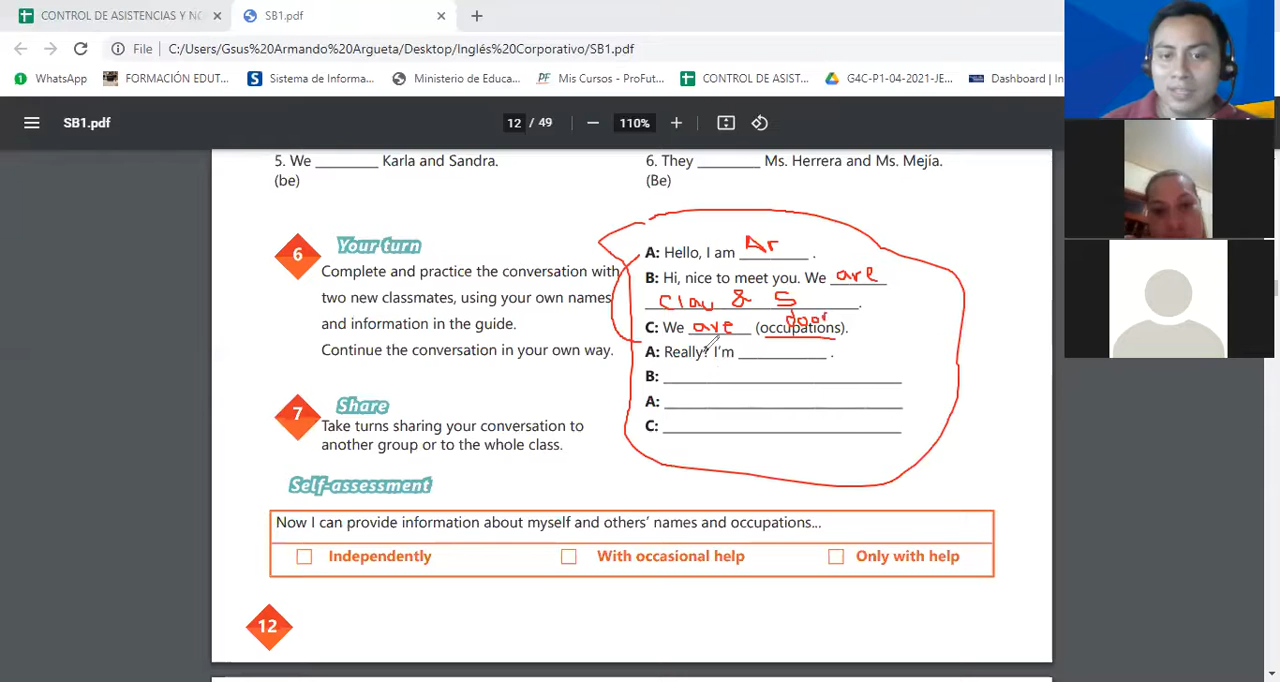 CONTROL DE ASISTENCIAS Y NO
SB1.pdf
File
C:/Users/Gsus%20Armando%20Argueta/Desktop/Inglés%20Corporativo/SB1.pdf
WhatsApp
FORMACIÓN EDUT...
Sistema de Informa...
Ministerio de Educa...
Mis Cursos - ProFut...
CONTROL DE ASIST...
G4C-P1-04-2021-JE...
Dashboard | In
SB1.pdf
12 / 49
110%
5. We ________ Karla and Sandra.
(be)
6. They ________ Ms. Herrera and Ms. Mejía.
(Be)
6
Your turn
Complete and practice the conversation with
two new classmates, using your own names
and information in the guide.
Continue the conversation in your own way.
A: Hello, I am Ar .
B: Hi, nice to meet you. We are
& S .
C: We are (occupations).
A: Really? I'm ________ .
B: ________
A: ________
C: ________
7
Share
Take turns sharing your conversation to
another group or to the whole class.
Self-assessment
Now I can provide information about myself and others' names and occupations...
Independently
With occasional help
Only with help
12